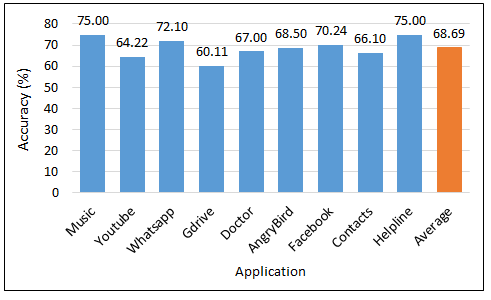 75.00 64.22 72.10 60.11 67.00 68.50 70.24 66.10 75.00 68.69
80
70
60
50
40
30
20
10
0
Accuracy (%)
Music Youtube Whatsapp Gdrive Doctor AngryBird Facebook Contacts Helpline Average
Application